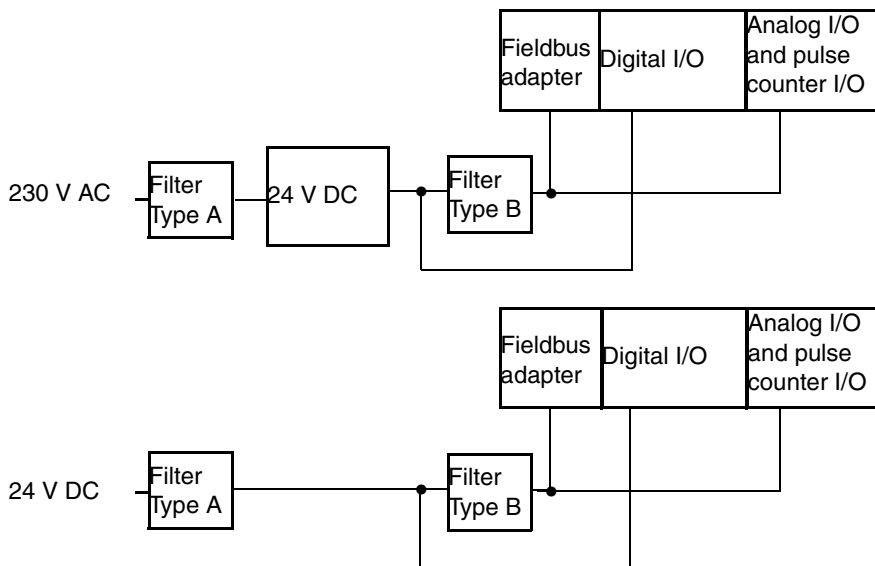 Fieldbus
adapter
Digital I/O
Analog I/O
and pulse
counter I/O
230 V AC
Filter
Type A
24 V DC
Filter
Type B
Fieldbus
adapter
Digital I/O
Analog I/O
and pulse
counter I/O
24 V DC
Filter
Type A
Filter
Type B